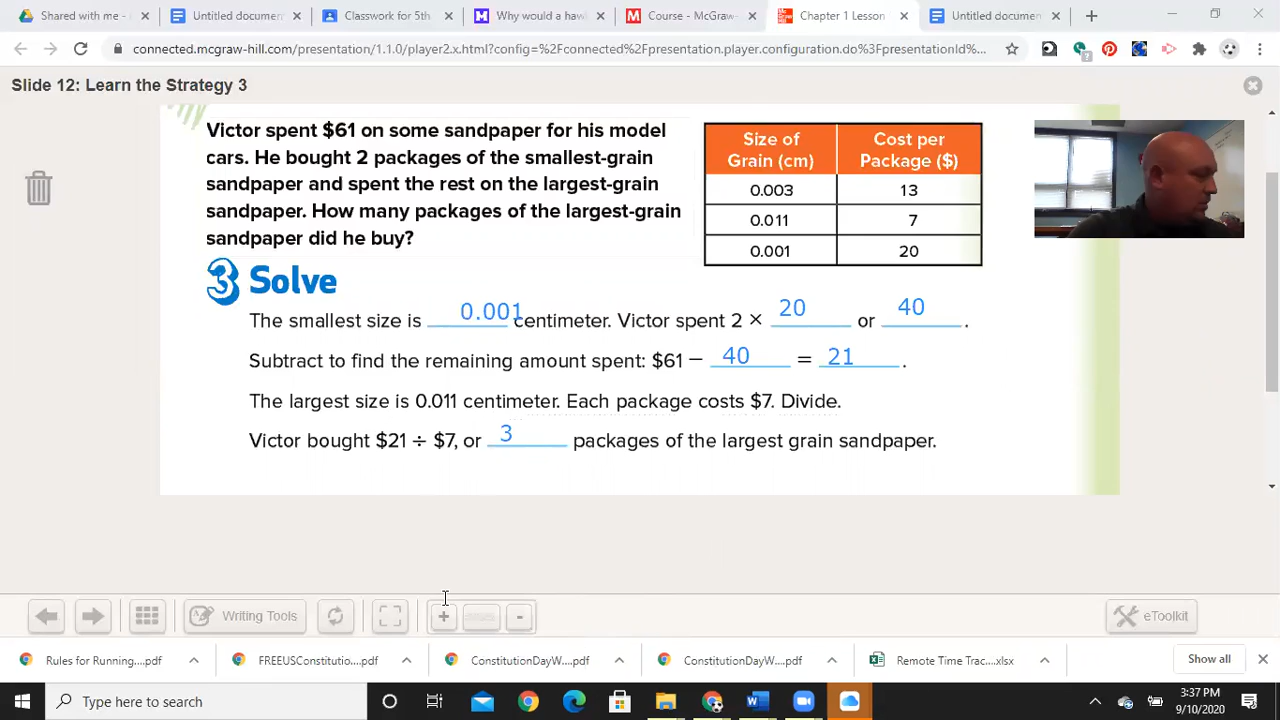 Shared with me -
Untitled documen
Classwork for 5th
Why would a haw
Course - McGraw-
Chapter 1 Lesson
Untitled documen
connected.mcgraw-hill.com/presentation/1.1.0/player2.x.html?config=%2Fconnected%2Fpresentation.player.configuration.do%3FpresentationId%...
Slide 12: Learn the Strategy 3
Victor spent $61 on some sandpaper for his model
cars. He bought 2 packages of the smallest-grain
sandpaper and spent the rest on the largest-grain
sandpaper. How many packages of the largest-grain
sandpaper did he buy?
Size of Grain (cm) Cost per Package ($)
0.003 13
0.011 7
0.001 20
3 Solve
The smallest size is 0.001 centimeter. Victor spent 2 × 20 or 40.
Subtract to find the remaining amount spent: $61 − 40 = 21.
The largest size is 0.011 centimeter. Each package costs $7. Divide.
Victor bought $21 ÷ $7, or 3 packages of the largest grain sandpaper.
Writing Tools
+ -
eToolkit
Rules for Running....pdf
FREEUSConstitutio....pdf
ConstitutionDayW....pdf
ConstitutionDayW....pdf
Remote Time Trac....xlsx
Show all
Type here to search
3:37 PM
9/10/2020